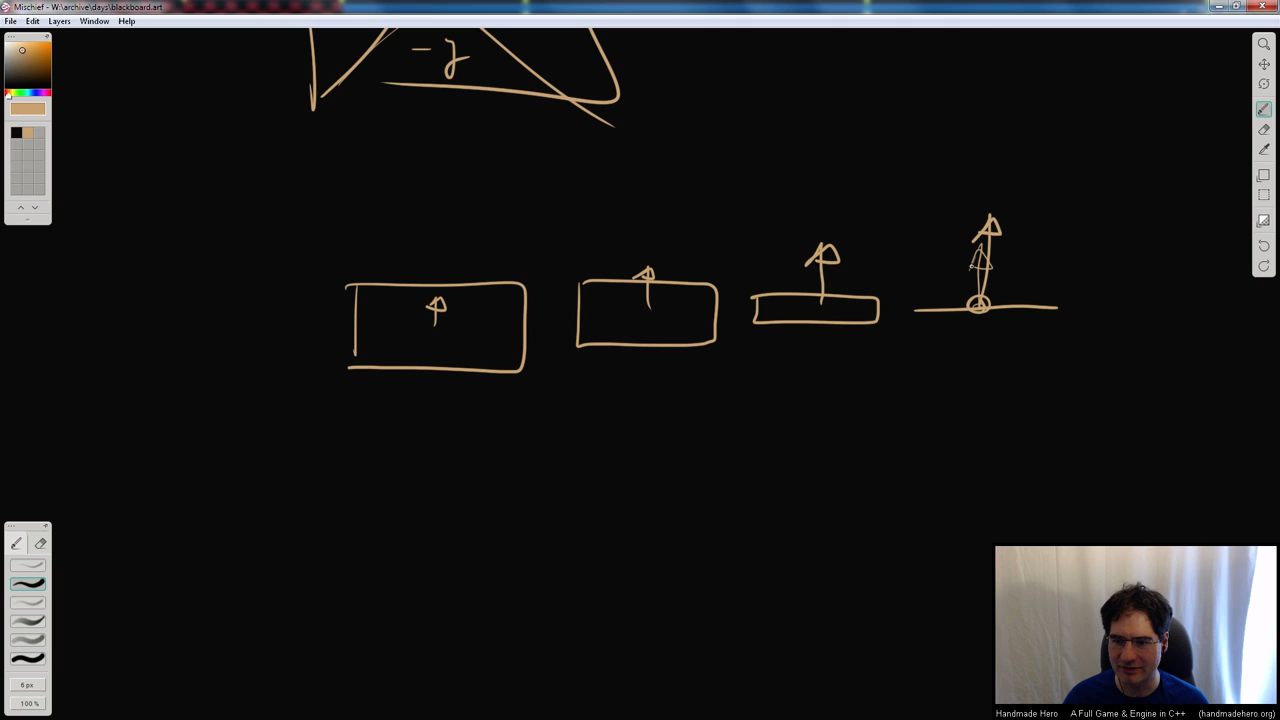 Mischief - W:\archive\days\blackboard.art
File Edit Layers Window Help
- y
6 px
100 %
Handmade Hero A Full Game & Engine in C++ (handmadehero.org)